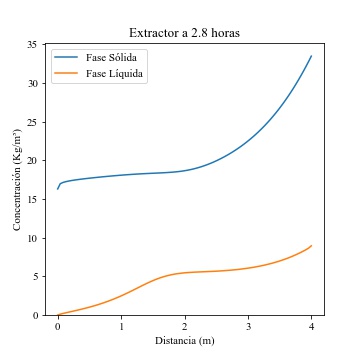 Extractor a 2.8 horas
Fase Sólida
Fase Líquida
Concentración (Kg/m³)
35
30
25
20
15
10
5
0
0 1 2 3 4
Distancia (m)